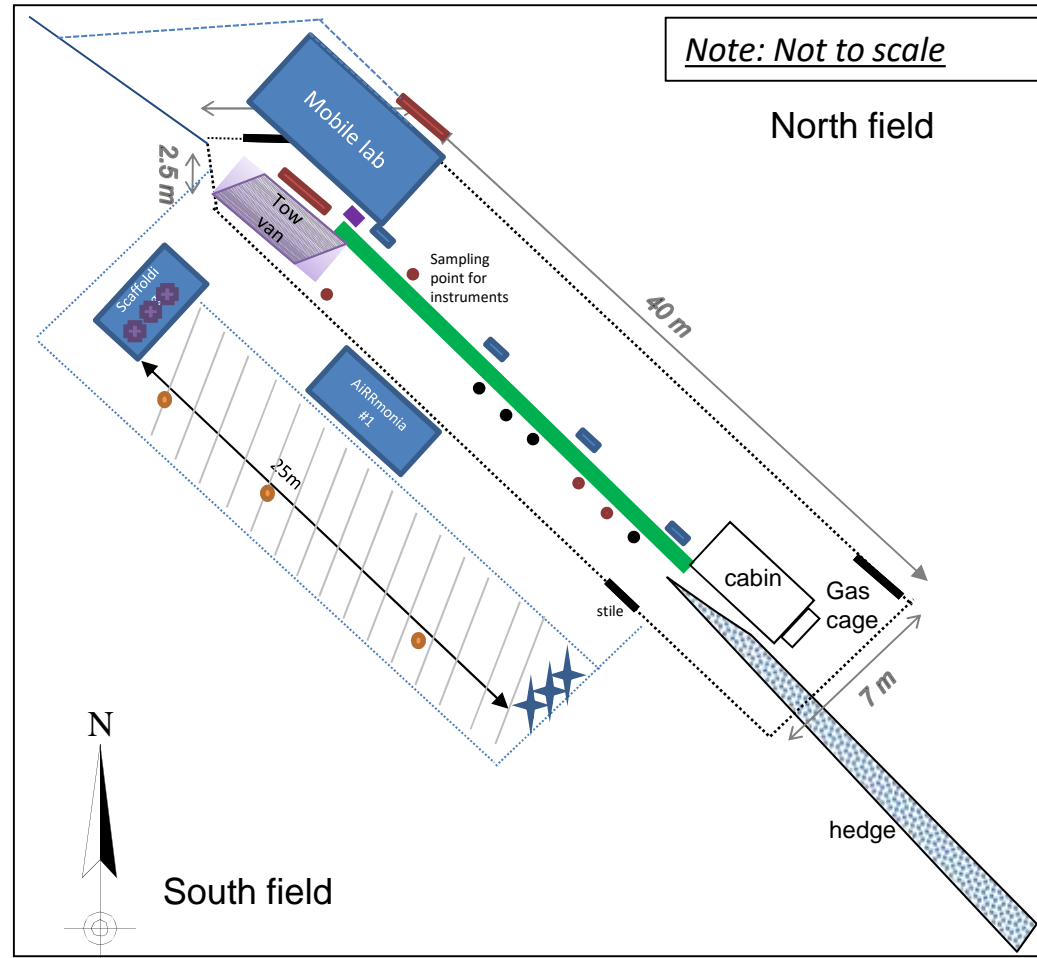 Note: Not to scale
North field
Mobile lab
2.5 m
Tow
van
Sampling
point for
instruments
Scaffoldi
40 m
AiRRmonia
#1
25m
cabin
Gas
cage
stile
7 m
N
hedge
South field